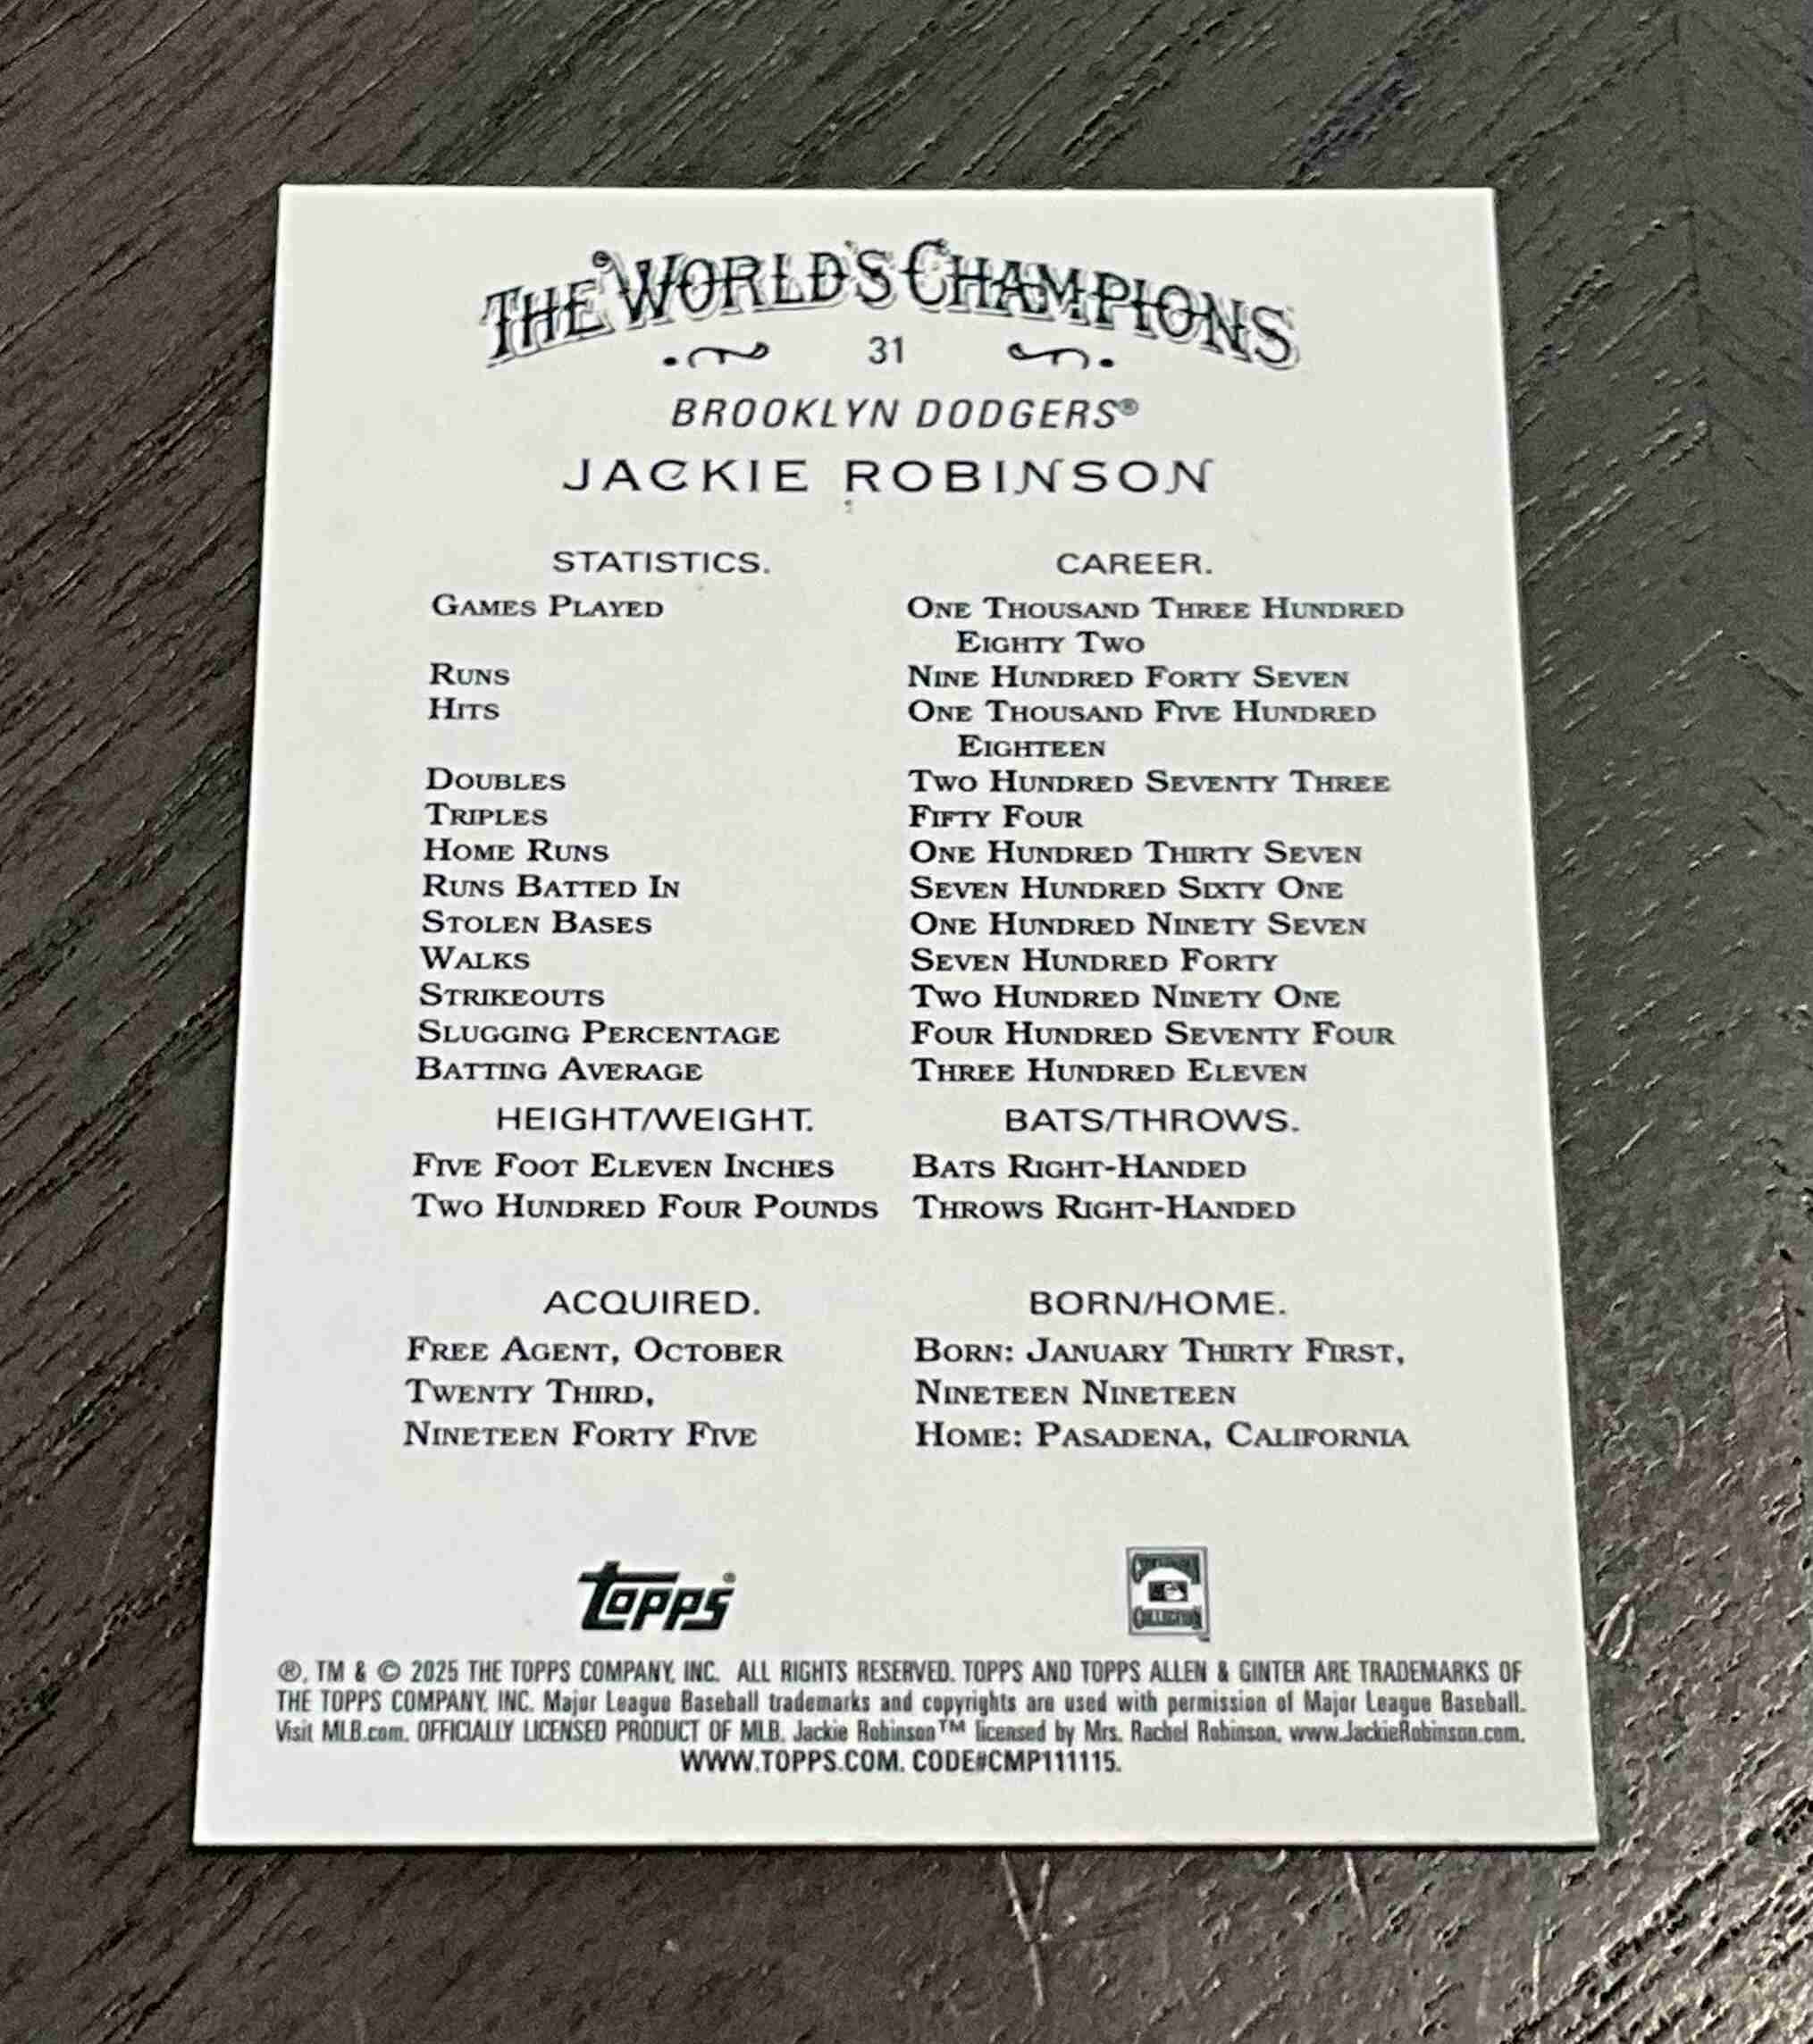 THE WORLD'S CHAMPIONS
31
BROOKLYN DODGERS®
JACKIE ROBINSON
STATISTICS. CAREER.
GAMES PLAYED ONE THOUSAND THREE HUNDRED
EIGHTY TWO
RUNS NINE HUNDRED FORTY SEVEN
HITS ONE THOUSAND FIVE HUNDRED
EIGHTEEN
DOUBLES TWO HUNDRED SEVENTY THREE
TRIPLES FIFTY FOUR
HOME RUNS ONE HUNDRED THIRTY SEVEN
RUNS BATTED IN SEVEN HUNDRED SIXTY ONE
STOLEN BASES ONE HUNDRED NINETY SEVEN
WALKS SEVEN HUNDRED FORTY
STRIKEOUTS TWO HUNDRED NINETY ONE
SLUGGING PERCENTAGE FOUR HUNDRED SEVENTY FOUR
BATTING AVERAGE THREE HUNDRED ELEVEN
HEIGHT/WEIGHT. BATS/THROWS.
FIVE FOOT ELEVEN INCHES BATS RIGHT-HANDED
TWO HUNDRED FOUR POUNDS THROWS RIGHT-HANDED
ACQUIRED. BORN/HOME.
FREE AGENT, OCTOBER BORN: JANUARY THIRTY FIRST,
TWENTY THIRD, NINETEEN NINETEEN
NINETEEN FORTY FIVE HOME: PASADENA, CALIFORNIA
TOPPS®
COLLECTION
®, TM & © 2025 THE TOPPS COMPANY, INC. ALL RIGHTS RESERVED. TOPPS AND TOPPS ALLEN & GINTER ARE TRADEMARKS OF
THE TOPPS COMPANY, INC. Major League Baseball trademarks and copyrights are used with permission of Major League Baseball.
Visit MLB.com. OFFICIALLY LICENSED PRODUCT OF MLB. Jackie Robinson™ licensed by Mrs. Rachel Robinson, www.JackieRobinson.com.
WWW.TOPPS.COM. CODE#CMP111115.